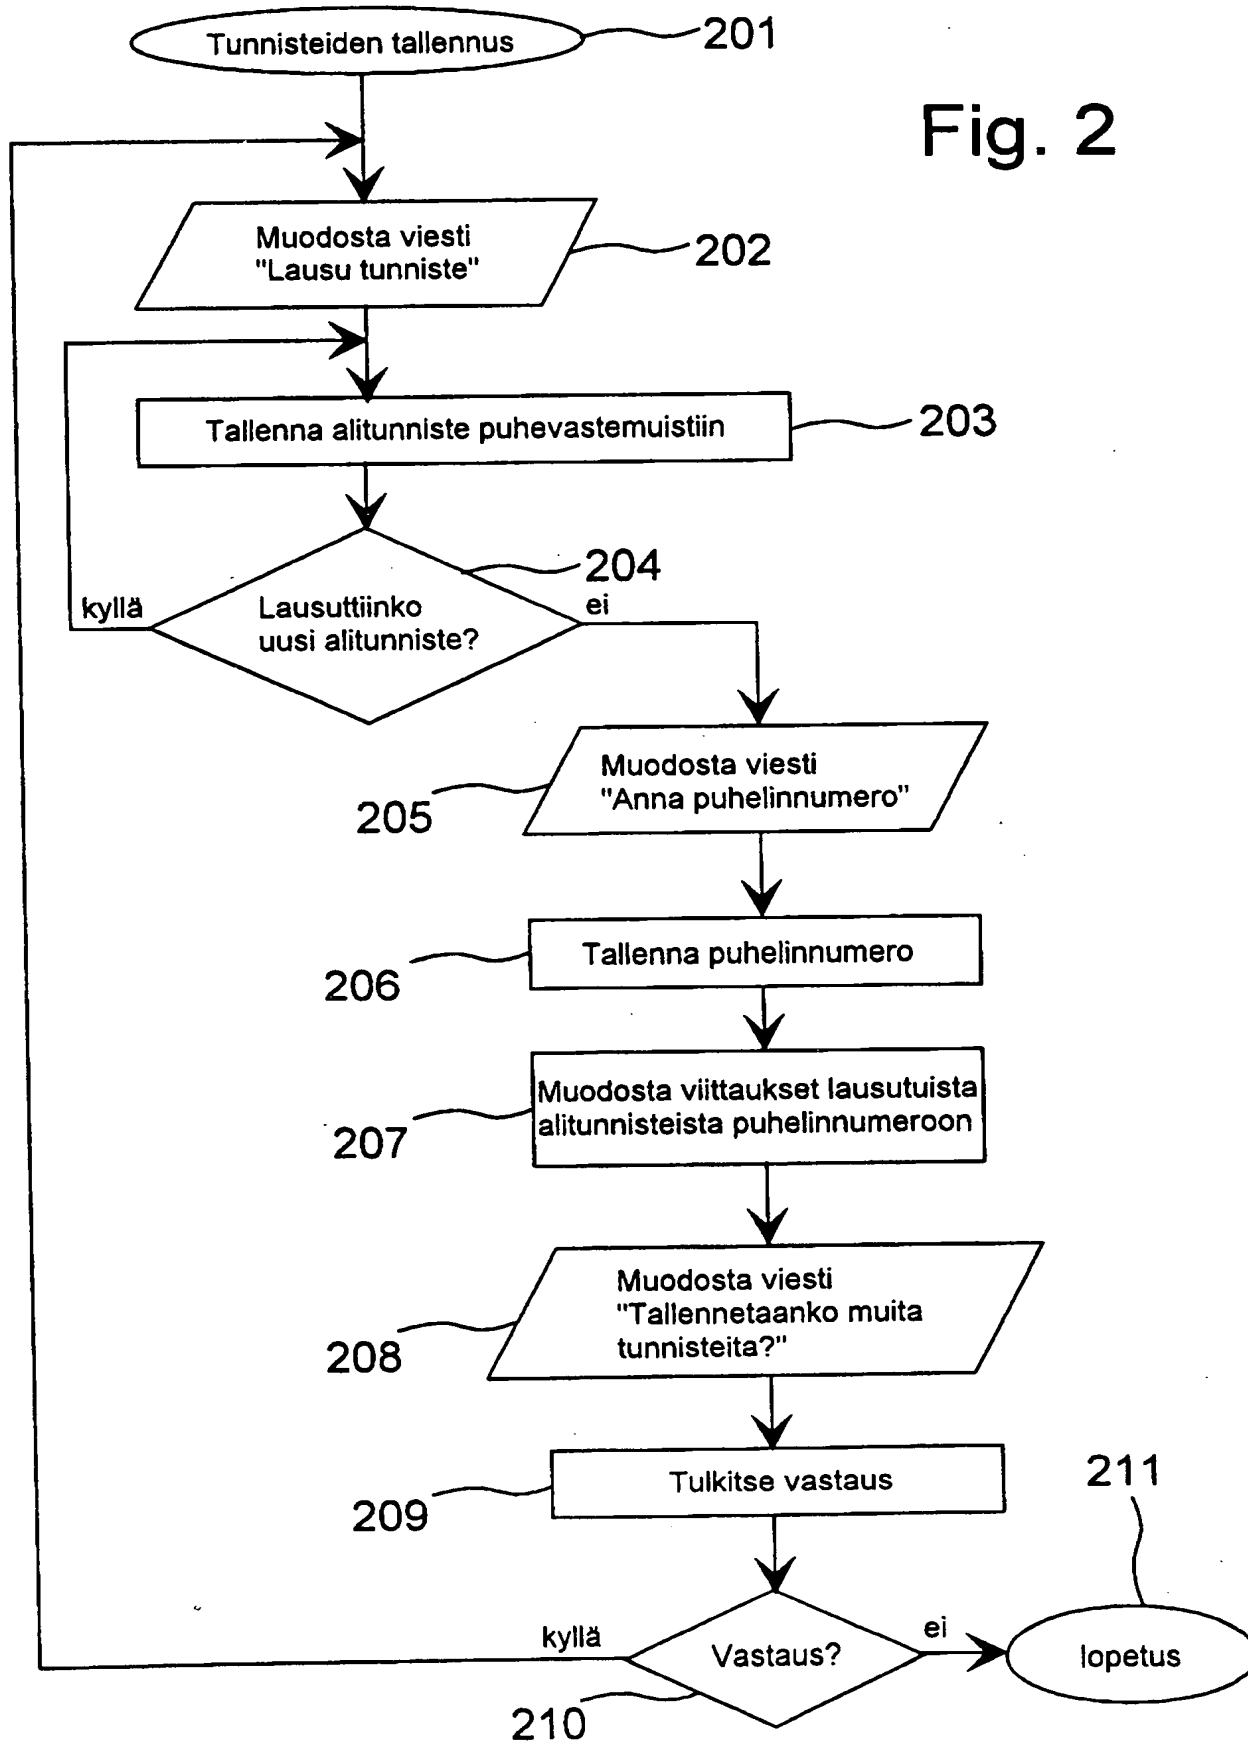 Tunnisteiden tallennus
201
Fig. 2
Muodosta viesti
"Lausu tunniste"
202
Tallenna alitunniste puhevastemuistiin
203
204
kyllä
Lausuttiinko
uusi alitunniste?
ei
Muodosta viesti
"Anna puhelinnumero"
205
Tallenna puhelinnumero
206
Muodosta viittaukset lausutuista
alitunnisteista puhelinnumeroon
207
Muodosta viesti
"Tallennetaanko muita
tunnisteita?"
208
Tulkitse vastaus
209
211
kyllä
Vastaus?
ei
lopetus
210